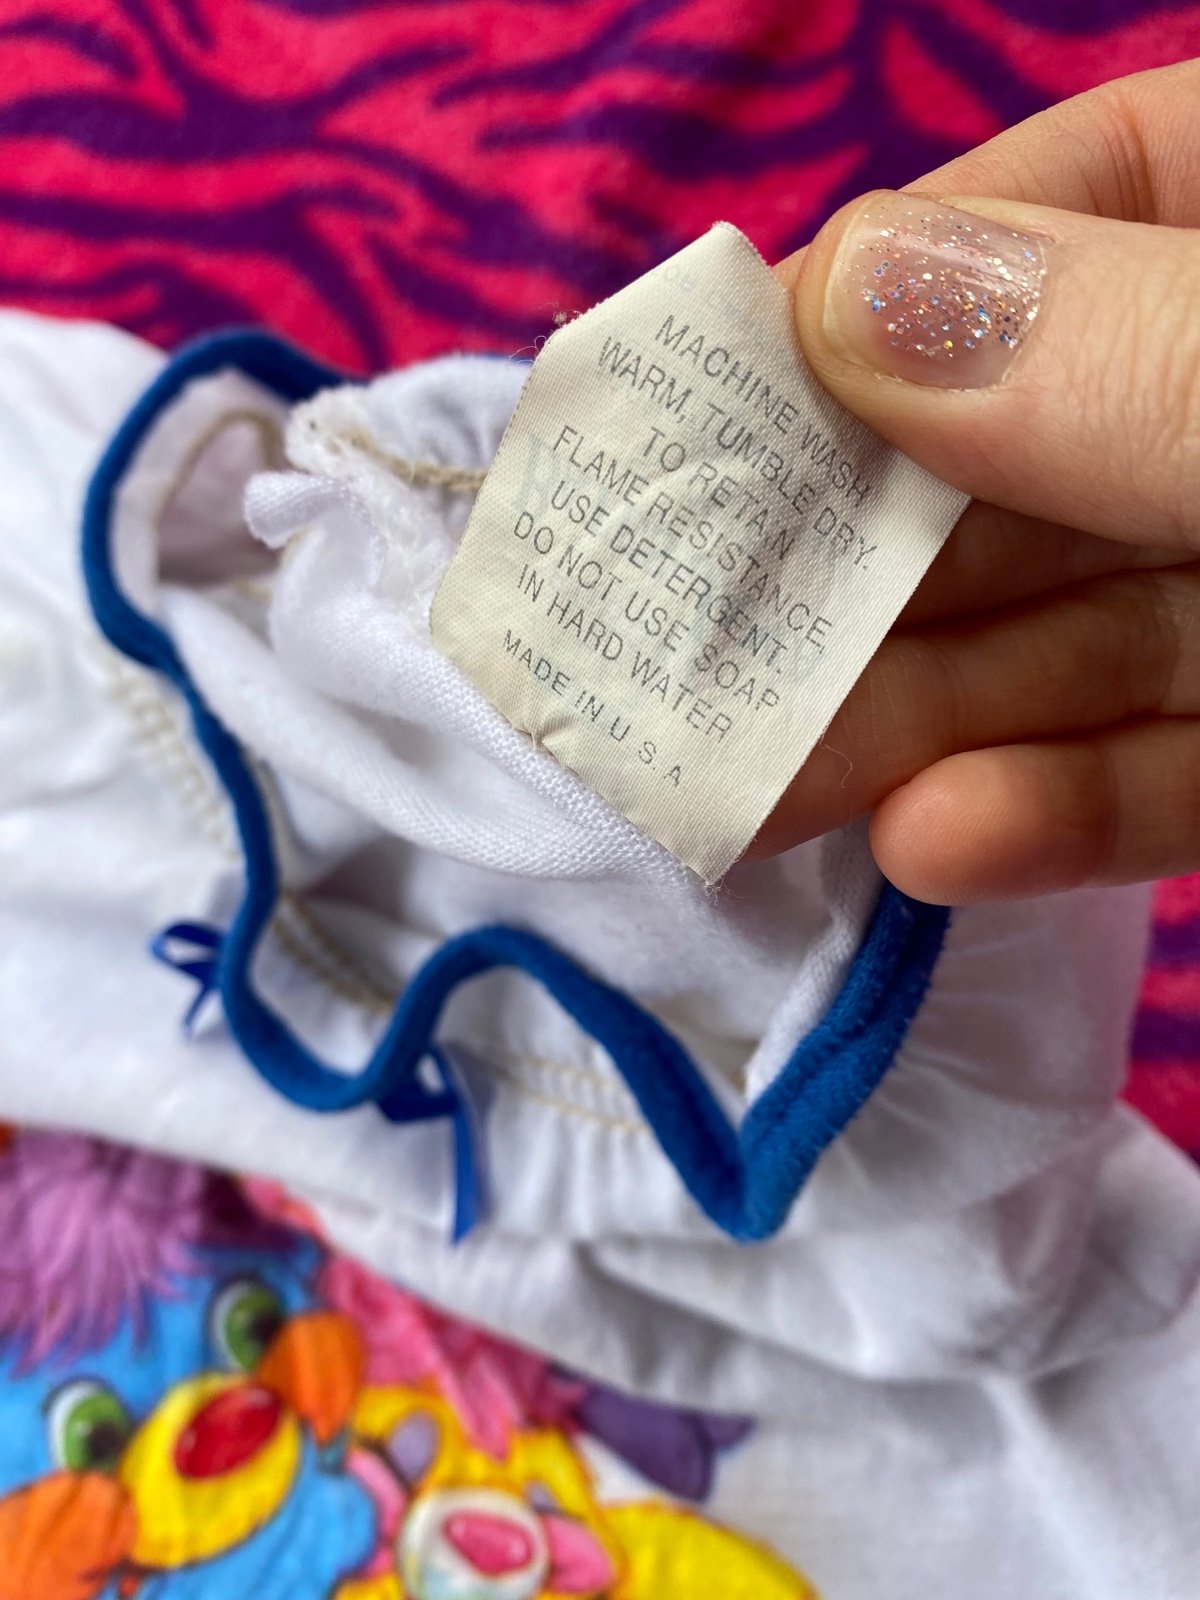 MACHINE WASH
WARM, TUMBLE DRY.
TO RETAIN
FLAME RESISTANCE
USE DETERGENT.
DO NOT USE SOAP
IN HARD WATER
MADE IN U.S.A